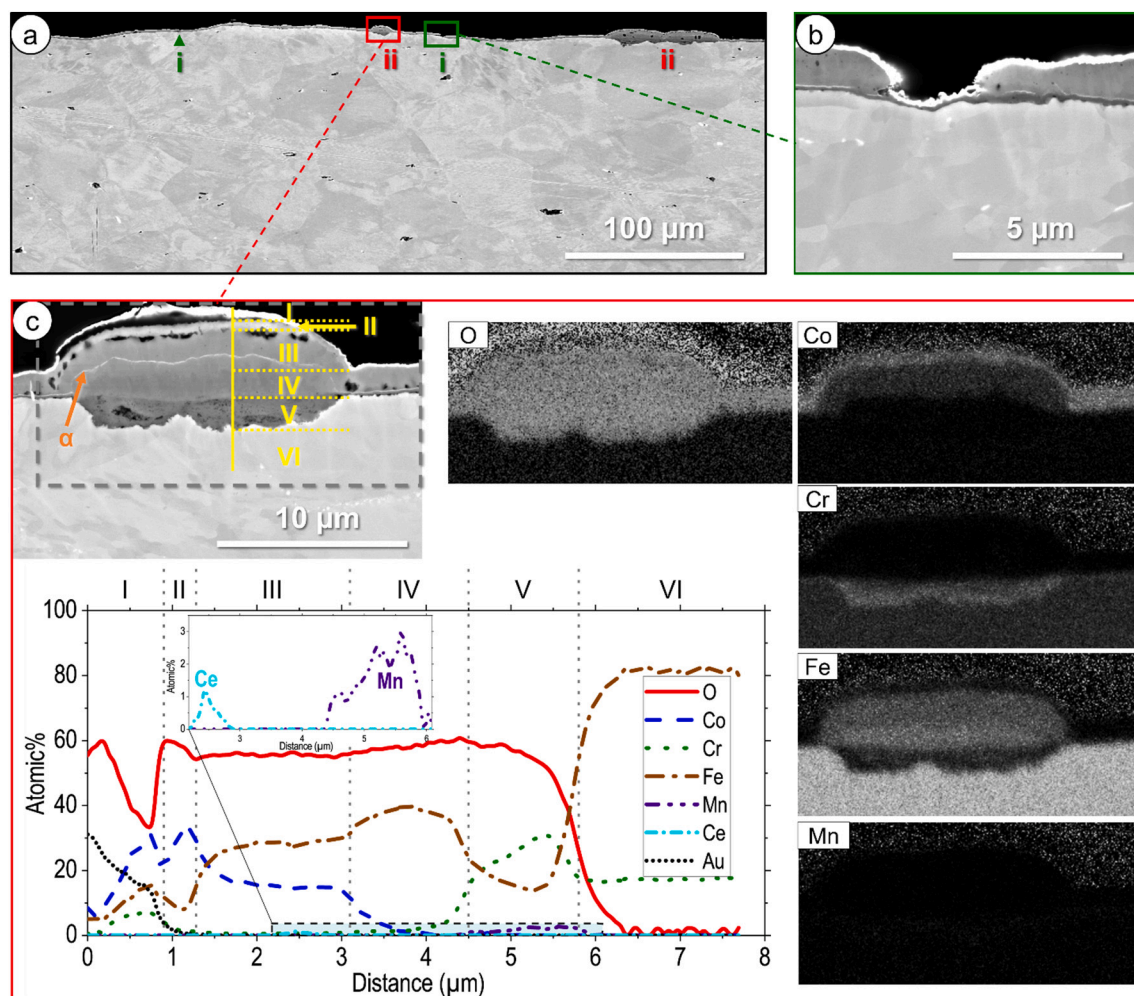 a
i
ii
i
ii
100 µm
b
5 µm
c
I
II
III
IV
V
VI
α
10 µm
O
Co
Cr
Fe
Mn
I II III IV V VI
100
80
60
40
20
0
Atomic%
3
2
1
0
Atomic%
Ce
Mn
3 4 5 6
Distance (µm)
O
Co
Cr
Fe
Mn
Ce
Au
0 1 2 3 4 5 6 7 8
Distance (µm)